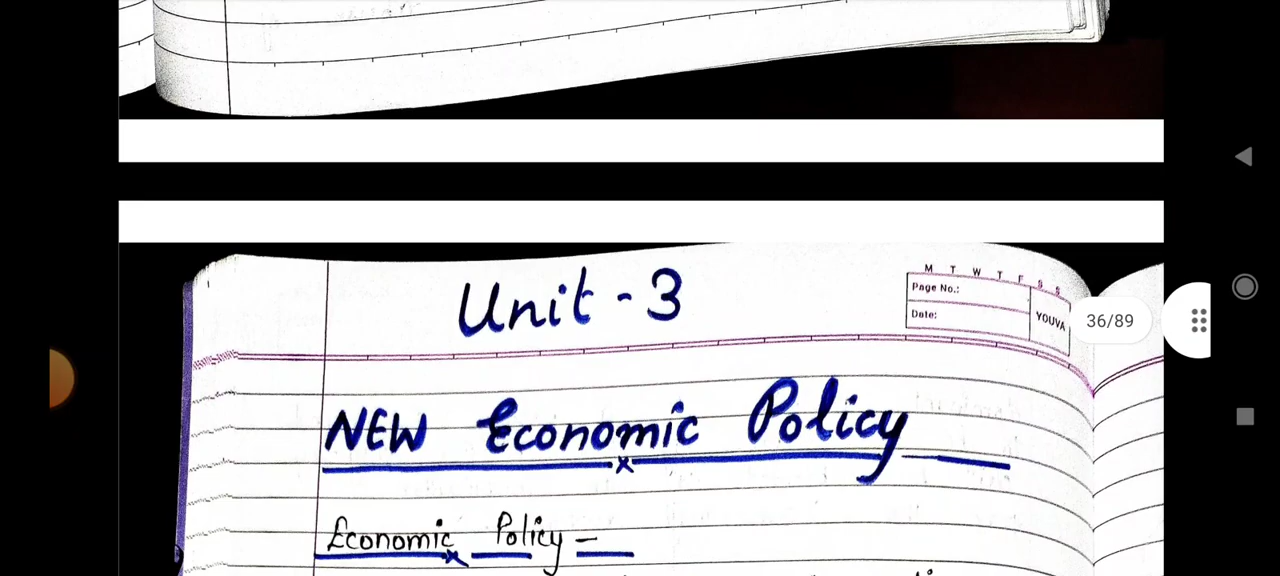 Unit - 3
M T W T F S S
Page No.:
Date:
YOUVA
36/89
NEW Economic Policy
Economic Policy -